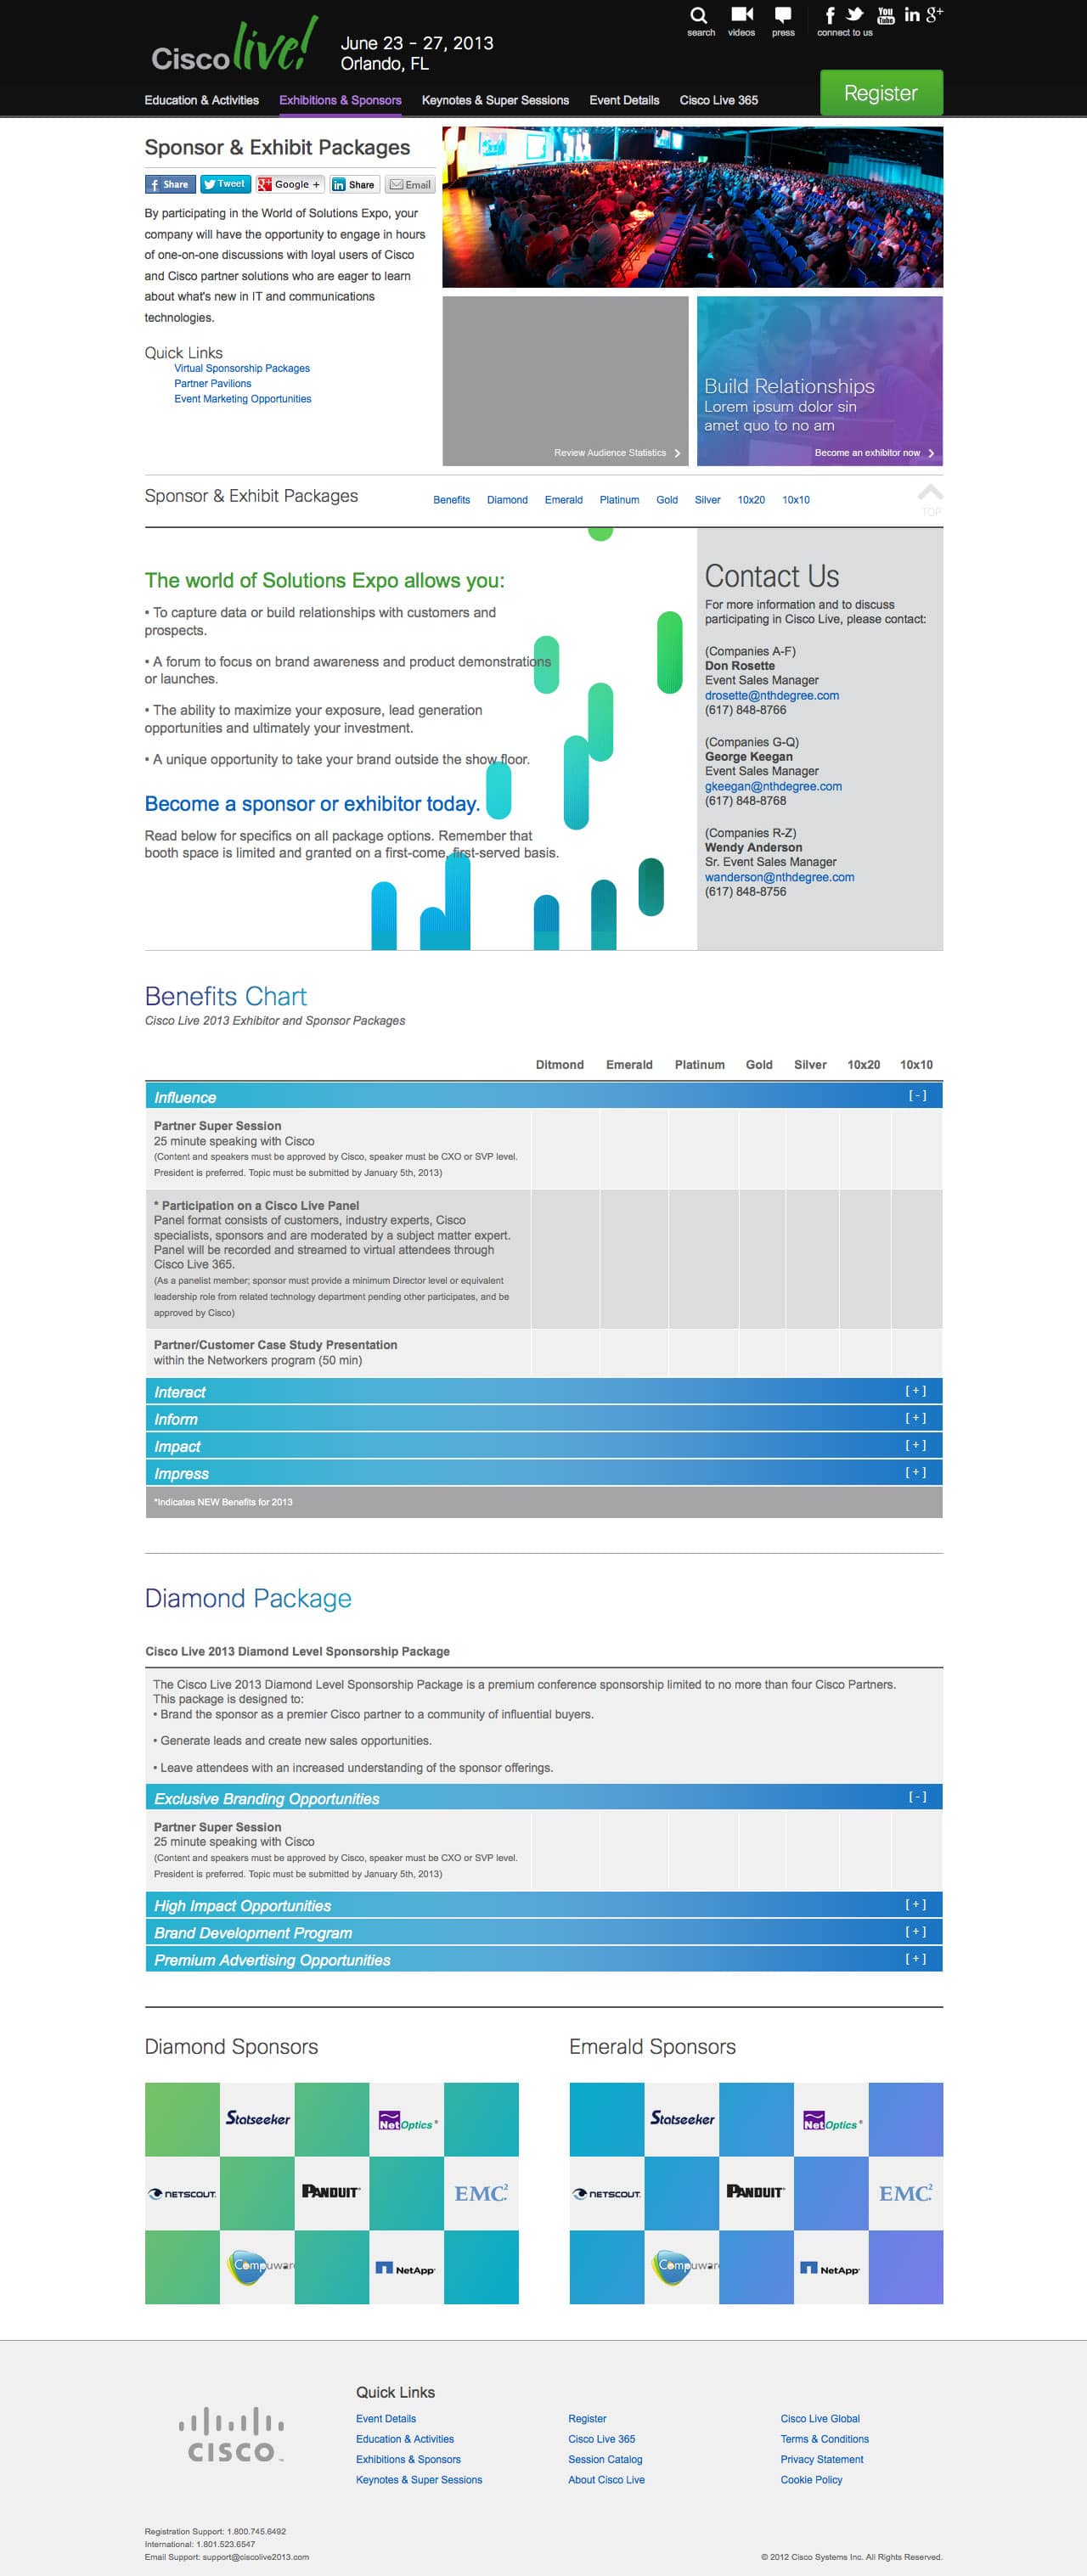 Cisco live!
June 23 - 27, 2013
Orlando, FL
search videos press connect to us
Education & Activities Exhibitions & Sponsors Keynotes & Super Sessions Event Details Cisco Live 365
Register
Sponsor & Exhibit Packages
Share Tweet Google + Share Email
By participating in the World of Solutions Expo, your
company will have the opportunity to engage in hours
of one-on-one discussions with loyal users of Cisco
and Cisco partner solutions who are eager to learn
about what's new in IT and communications
technologies.
Quick Links
Virtual Sponsorship Packages
Partner Pavilions
Event Marketing Opportunities
Review Audience Statistics
Build Relationships
Lorem ipsum dolor sin
amet quo to no am
Become an exhibitor now
Sponsor & Exhibit Packages
Benefits Diamond Emerald Platinum Gold Silver 10x20 10x10
TOP
The world of Solutions Expo allows you:
• To capture data or build relationships with customers and
prospects.
• A forum to focus on brand awareness and product demonstrations
or launches.
• The ability to maximize your exposure, lead generation
opportunities and ultimately your investment.
• A unique opportunity to take your brand outside the show floor.
Become a sponsor or exhibitor today.
Read below for specifics on all package options. Remember that
booth space is limited and granted on a first-come, first-served basis.
Contact Us
For more information and to discuss
participating in Cisco Live, please contact:
(Companies A-F)
Don Rosette
Event Sales Manager
drosette@nthdegree.com
(617) 848-8766
(Companies G-Q)
George Keegan
Event Sales Manager
gkeegan@nthdegree.com
(617) 848-8768
(Companies R-Z)
Wendy Anderson
Sr. Event Sales Manager
wanderson@nthdegree.com
(617) 848-8756
Benefits Chart
Cisco Live 2013 Exhibitor and Sponsor Packages
Ditmond Emerald Platinum Gold Silver 10x20 10x10
Influence [ - ]
Partner Super Session
25 minute speaking with Cisco
(Content and speakers must be approved by Cisco, speaker must be CXO or SVP level.
President is preferred. Topic must be submitted by January 5th, 2013)
* Participation on a Cisco Live Panel
Panel format consists of customers, industry experts, Cisco
specialists, sponsors and are moderated by a subject matter expert.
Panel will be recorded and streamed to virtual attendees through
Cisco Live 365.
(As a panelist member; sponsor must provide a minimum Director level or equivalent
leadership role from related technology department pending other participates, and be
approved by Cisco)
Partner/Customer Case Study Presentation
within the Networkers program (50 min)
Interact [ + ]
Inform [ + ]
Impact [ + ]
Impress [ + ]
*Indicates NEW Benefits for 2013
Diamond Package
Cisco Live 2013 Diamond Level Sponsorship Package
The Cisco Live 2013 Diamond Level Sponsorship Package is a premium conference sponsorship limited to no more than four Cisco Partners.
This package is designed to:
• Brand the sponsor as a premier Cisco partner to a community of influential buyers.
• Generate leads and create new sales opportunities.
• Leave attendees with an increased understanding of the sponsor offerings.
Exclusive Branding Opportunities [ - ]
Partner Super Session
25 minute speaking with Cisco
(Content and speakers must be approved by Cisco, speaker must be CXO or SVP level.
President is preferred. Topic must be submitted by January 5th, 2013)
High Impact Opportunities [ + ]
Brand Development Program [ + ]
Premium Advertising Opportunities [ + ]
Diamond Sponsors
Statseeker NetOptics
NETSCOUT. PANDUIT EMC²
Compuware NetApp
Emerald Sponsors
Statseeker NetOptics
NETSCOUT. PANDUIT EMC²
Compuwar NetApp
CISCO
Quick Links
Event Details
Education & Activities
Exhibitions & Sponsors
Keynotes & Super Sessions
Register
Cisco Live 365
Session Catalog
About Cisco Live
Cisco Live Global
Terms & Conditions
Privacy Statement
Cookie Policy
Registration Support: 1.800.745.6492
International: 1.801.523.6547
Email Support: support@ciscolive2013.com
© 2012 Cisco Systems Inc. All Rights Reserved.